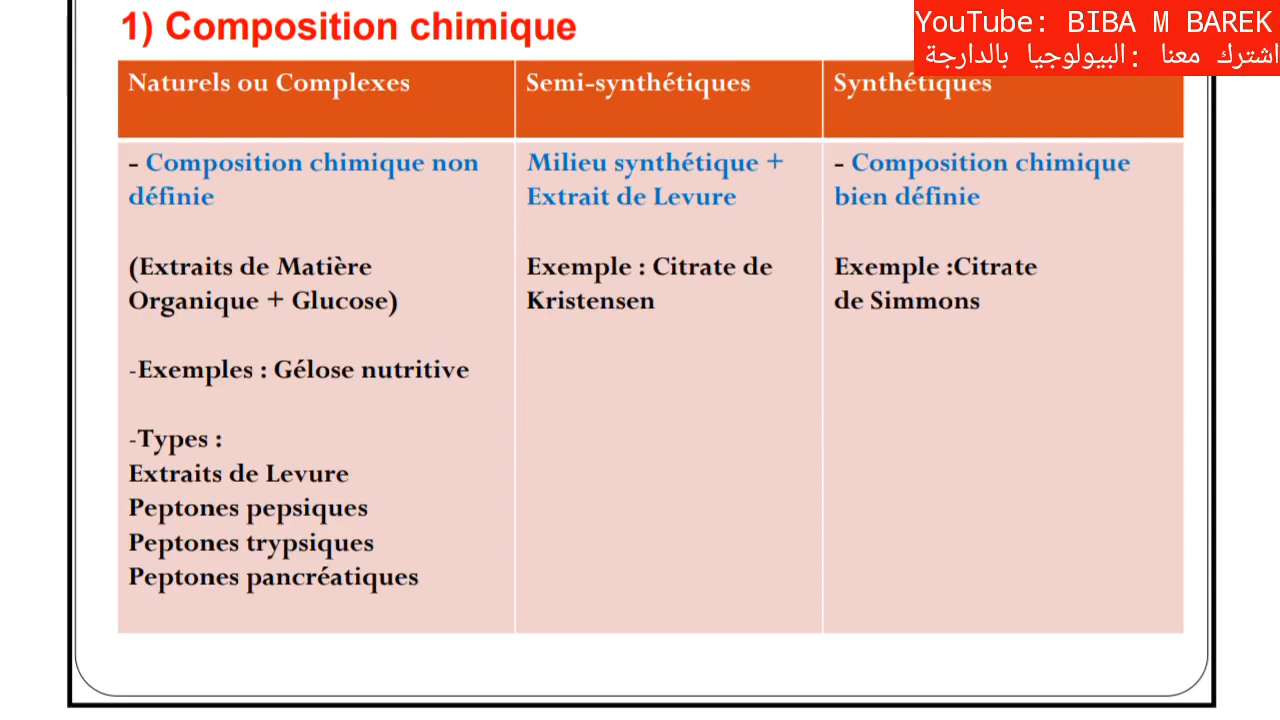 1) Composition chimique
YouTube: BIBA M BAREK
اشترك معنا :البيولوجيا بالدارجة
Naturels ou Complexes
Semi-synthétiques
Synthétiques
- Composition chimique non
définie
(Extraits de Matière
Organique + Glucose)
-Exemples : Gélose nutritive
-Types :
Extraits de Levure
Peptones pepsiques
Peptones trypsiques
Peptones pancréatiques
Milieu synthétique +
Extrait de Levure
Exemple : Citrate de
Kristensen
- Composition chimique
bien définie
Exemple :Citrate
de Simmons